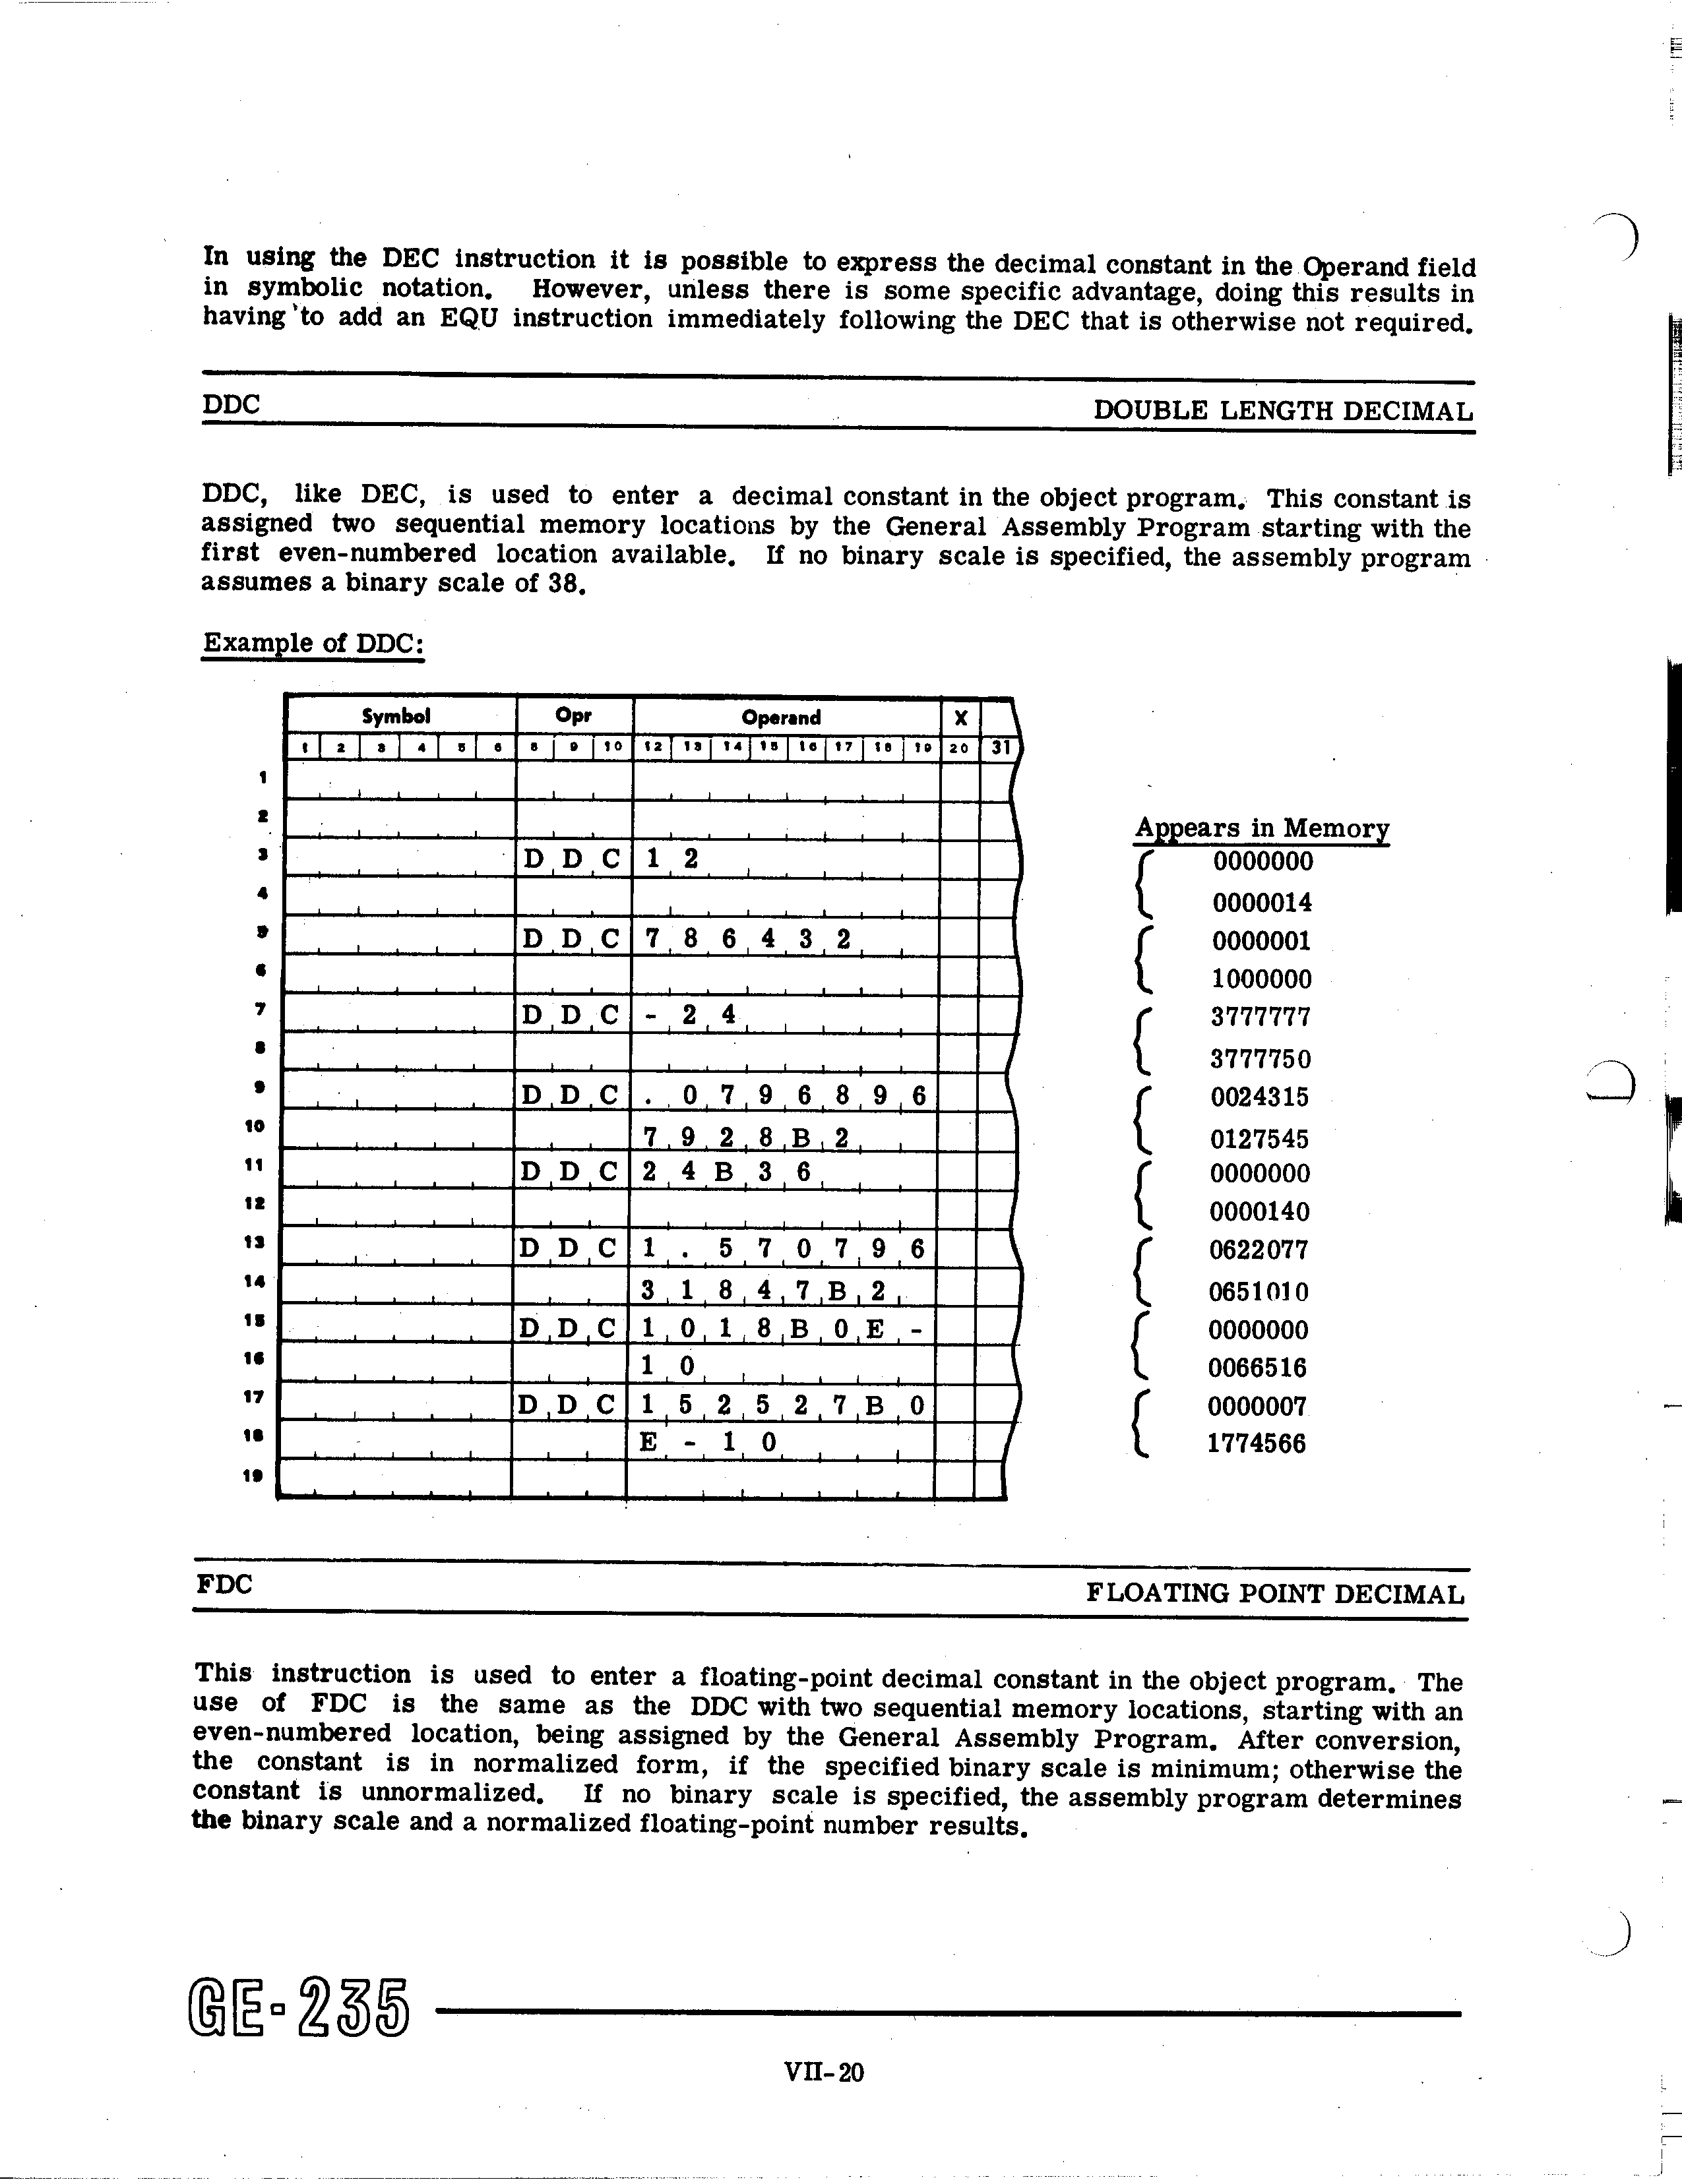 In using the DEC instruction it is possible to express the decimal constant in the Operand field
in symbolic notation. However, unless there is some specific advantage, doing this results in
having to add an EQU instruction immediately following the DEC that is otherwise not required.
DDC DOUBLE LENGTH DECIMAL
DDC, like DEC, is used to enter a decimal constant in the object program. This constant is
assigned two sequential memory locations by the General Assembly Program starting with the
first even-numbered location available. If no binary scale is specified, the assembly program
assumes a binary scale of 38.
Example of DDC:
Symbol Opr Operand X
1 2 3 4 5 6 8 9 10 12 13 14 15 16 17 18 19 20 31
1
2
Appears in Memory
3 DDC 12 0000000
4 0000014
5 DDC 786432 0000001
6 1000000
7 DDC -24 3777777
8 3777750
9 DDC .0796896 0024315
10 7928B2 0127545
11 DDC 24B36 0000000
12 0000140
13 DDC 1.570796 0622077
14 31847B2 0651010
15 DDC 1018B0E- 0000000
16 10 0066516
17 DDC 152527B0 0000007
18 E-10 1774566
19
FDC FLOATING POINT DECIMAL
This instruction is used to enter a floating-point decimal constant in the object program. The
use of FDC is the same as the DDC with two sequential memory locations, starting with an
even-numbered location, being assigned by the General Assembly Program. After conversion,
the constant is in normalized form, if the specified binary scale is minimum; otherwise the
constant is unnormalized. If no binary scale is specified, the assembly program determines
the binary scale and a normalized floating-point number results.
GE-235
VII-20